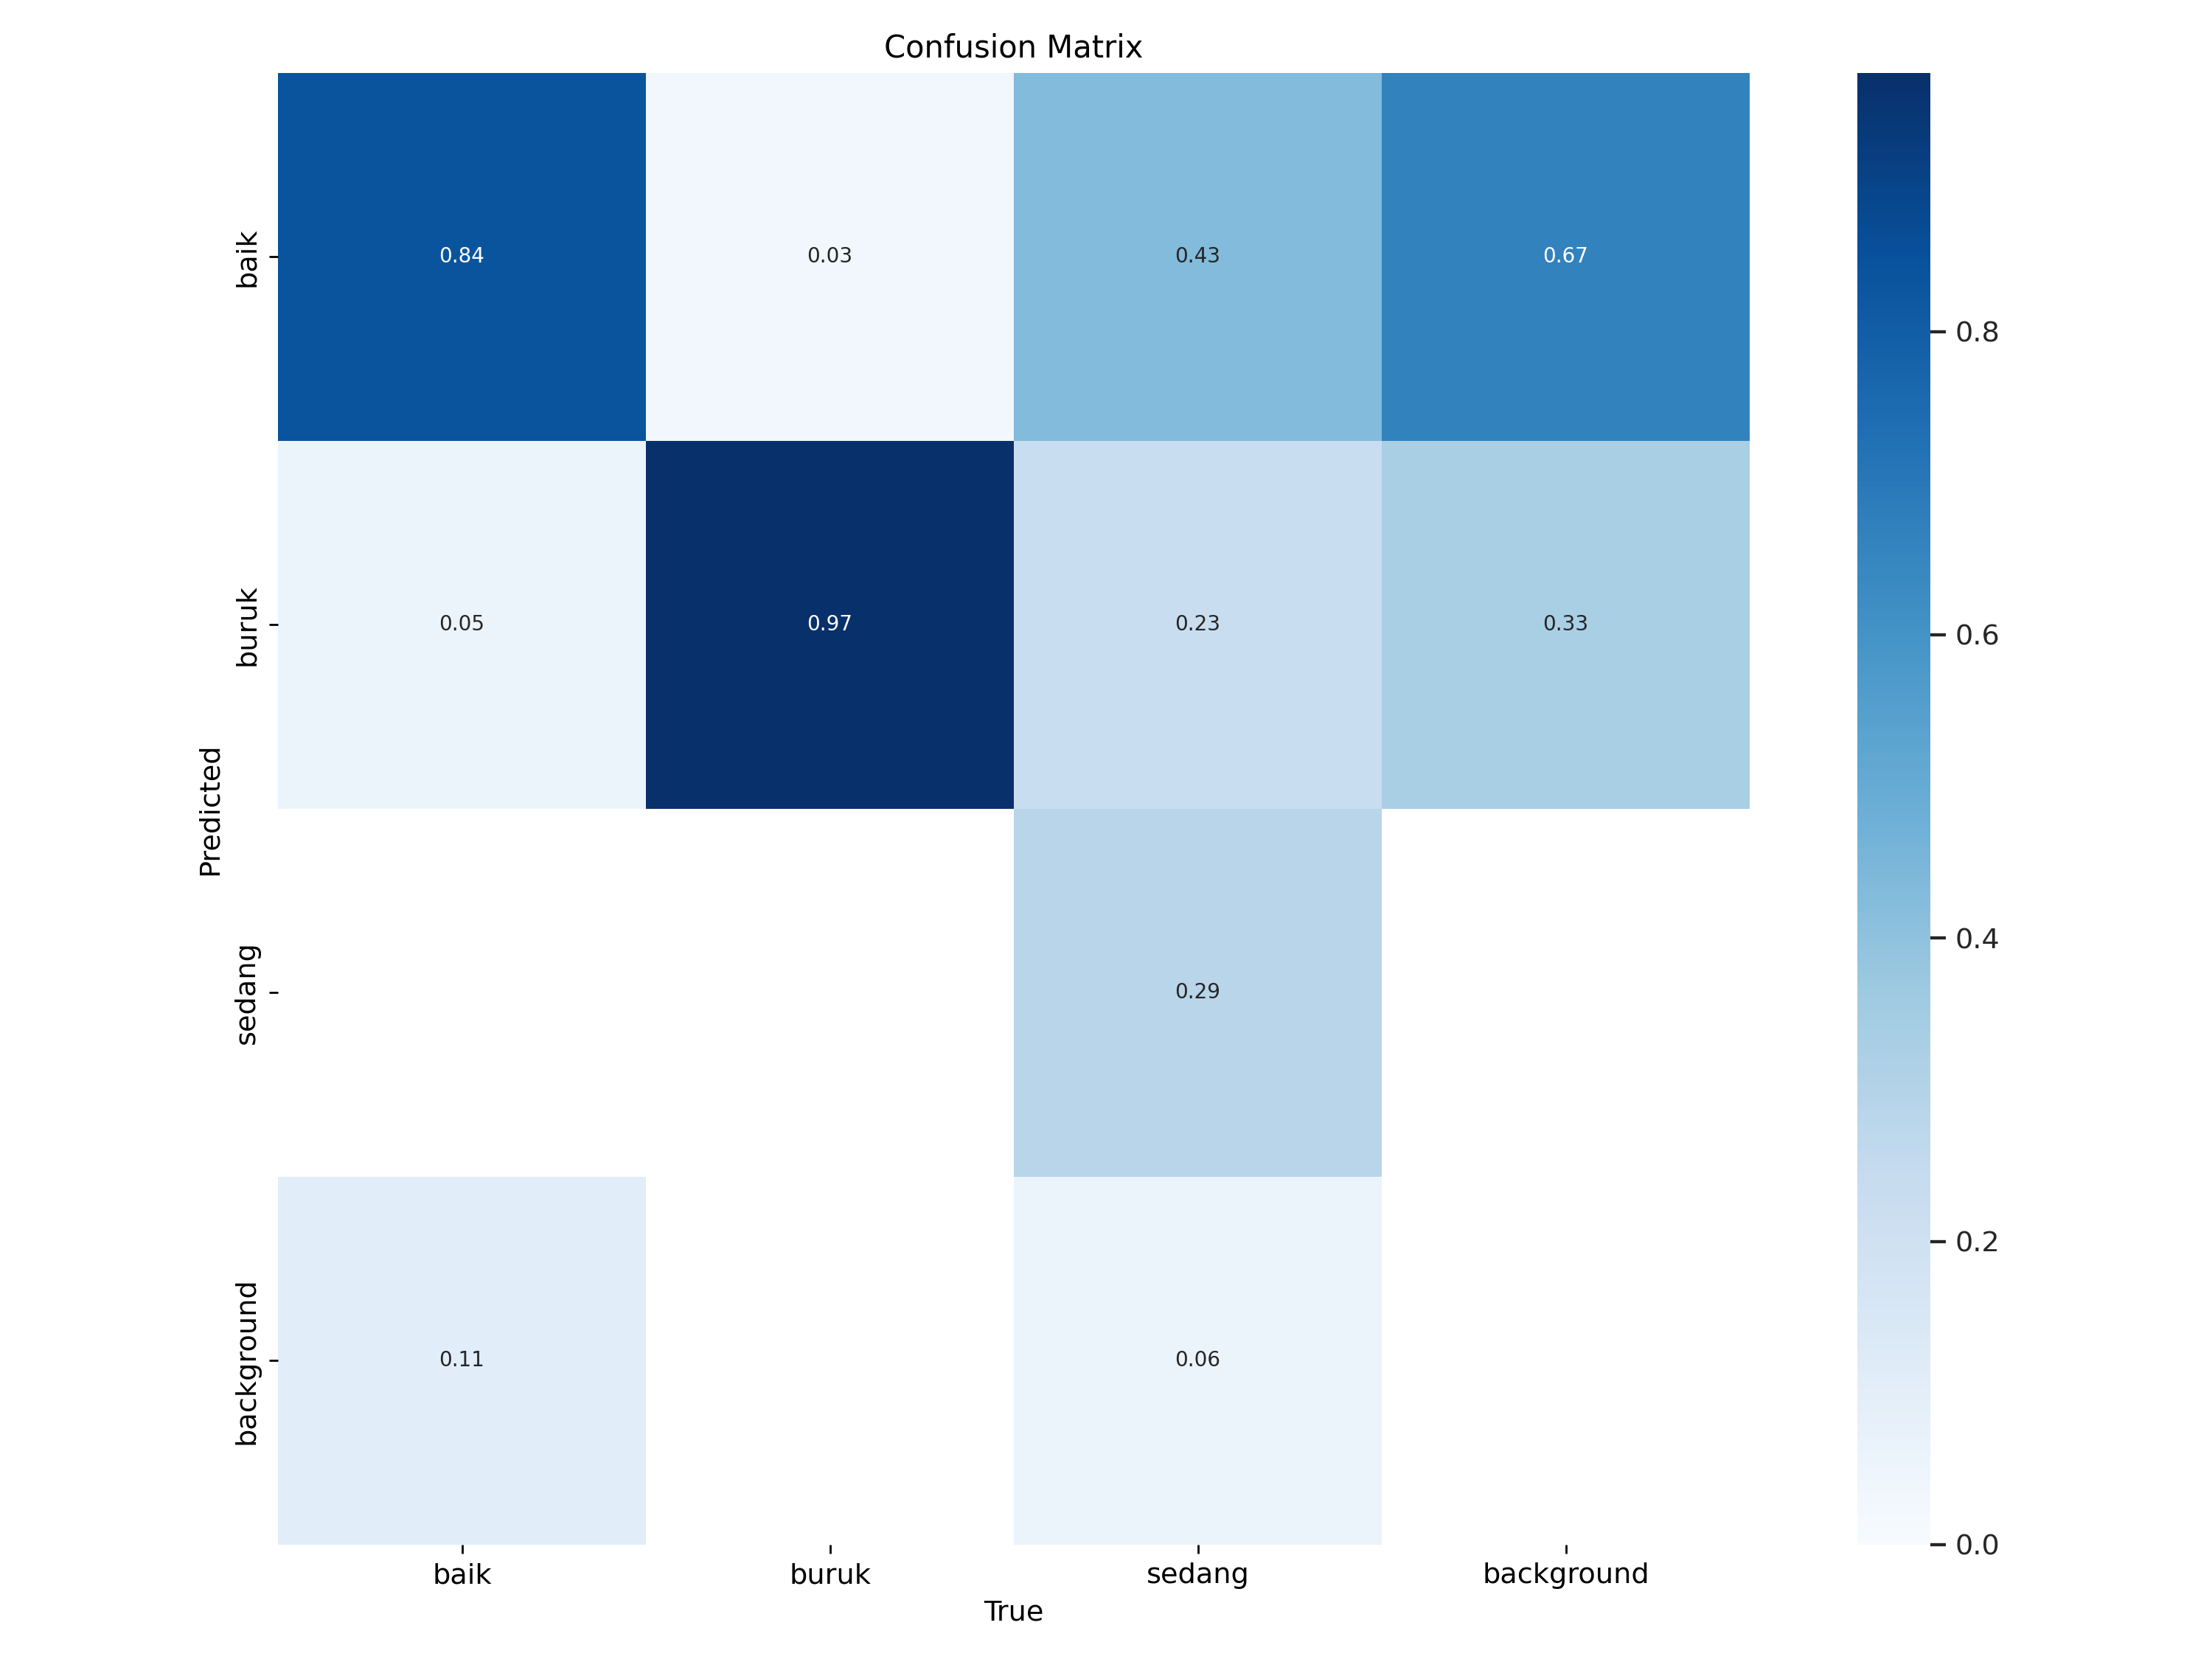 Confusion Matrix
baik
0.84
0.03
0.43
0.67
buruk
0.05
0.97
0.23
0.33
sedang
0.29
background
0.11
0.06
Predicted
baik
buruk
sedang
background
True
0.8
0.6
0.4
0.2
0.0